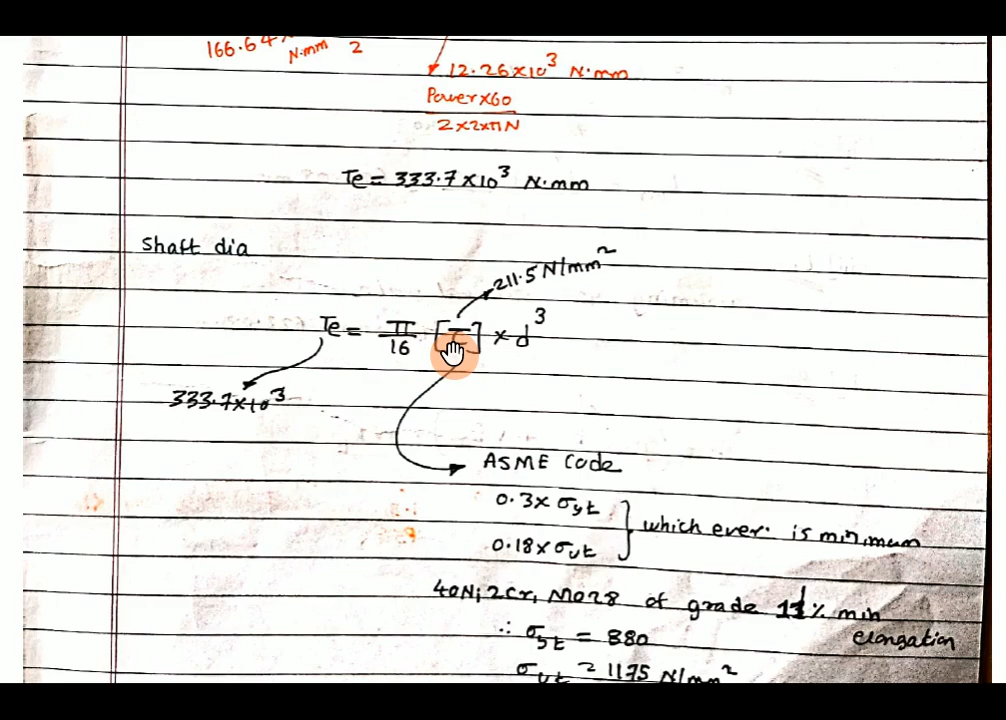 166.64×
N·mm 2
12.26×10³ N·mm
Power×60
2×2×π N
Te = 333.7×10³ N·mm
Shaft dia
211.5 N/mm²
Te = π/16 [τ] × d³
333.7×10³
ASME Code
0.3× σyt
which ever is minimum
0.18×σut
40Ni2Cr1Mo28 of grade 11% min
elongation
∴ σyt = 880
σut = 1175 N/mm²